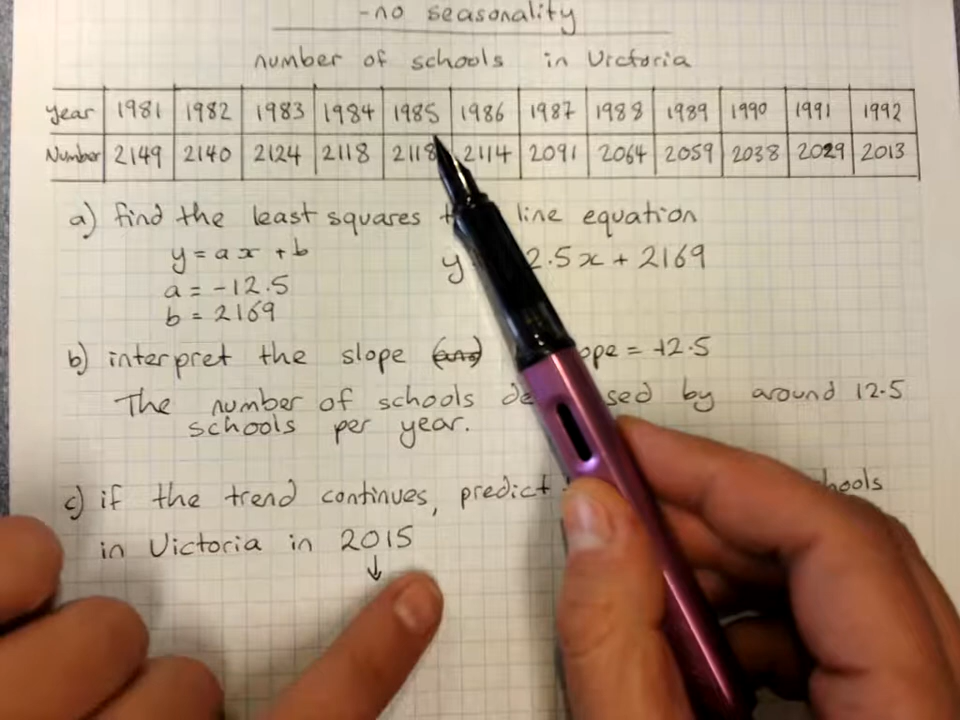 -no seasonality
number of schools in Victoria
Year 1981 1982 1983 1984 1985 1986 1987 1988 1989 1990 1991 1992
Number 2149 2140 2124 2118 2118 2114 2091 2064 2059 2038 2029 2013
a) find the least squares line equation
y = ax + b y 2.5x + 2169
a = -12.5
b = 2169
b) interpret the slope (and) ope = -12.5
The number of schools de sed by around 12.5
schools per year.
c) if the trend continues, predict hools
in Victoria in 2015
↓